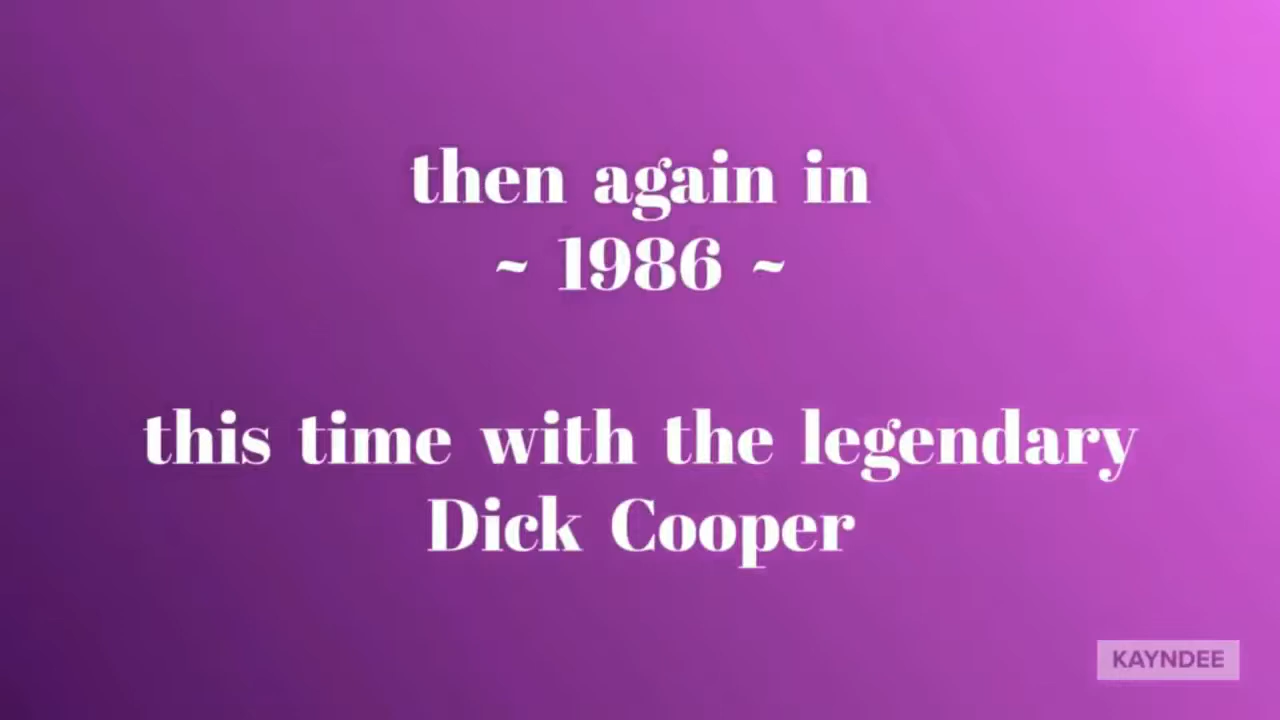 then again in
~ 1986 ~
this time with the legendary
Dick Cooper
KAYNDEE